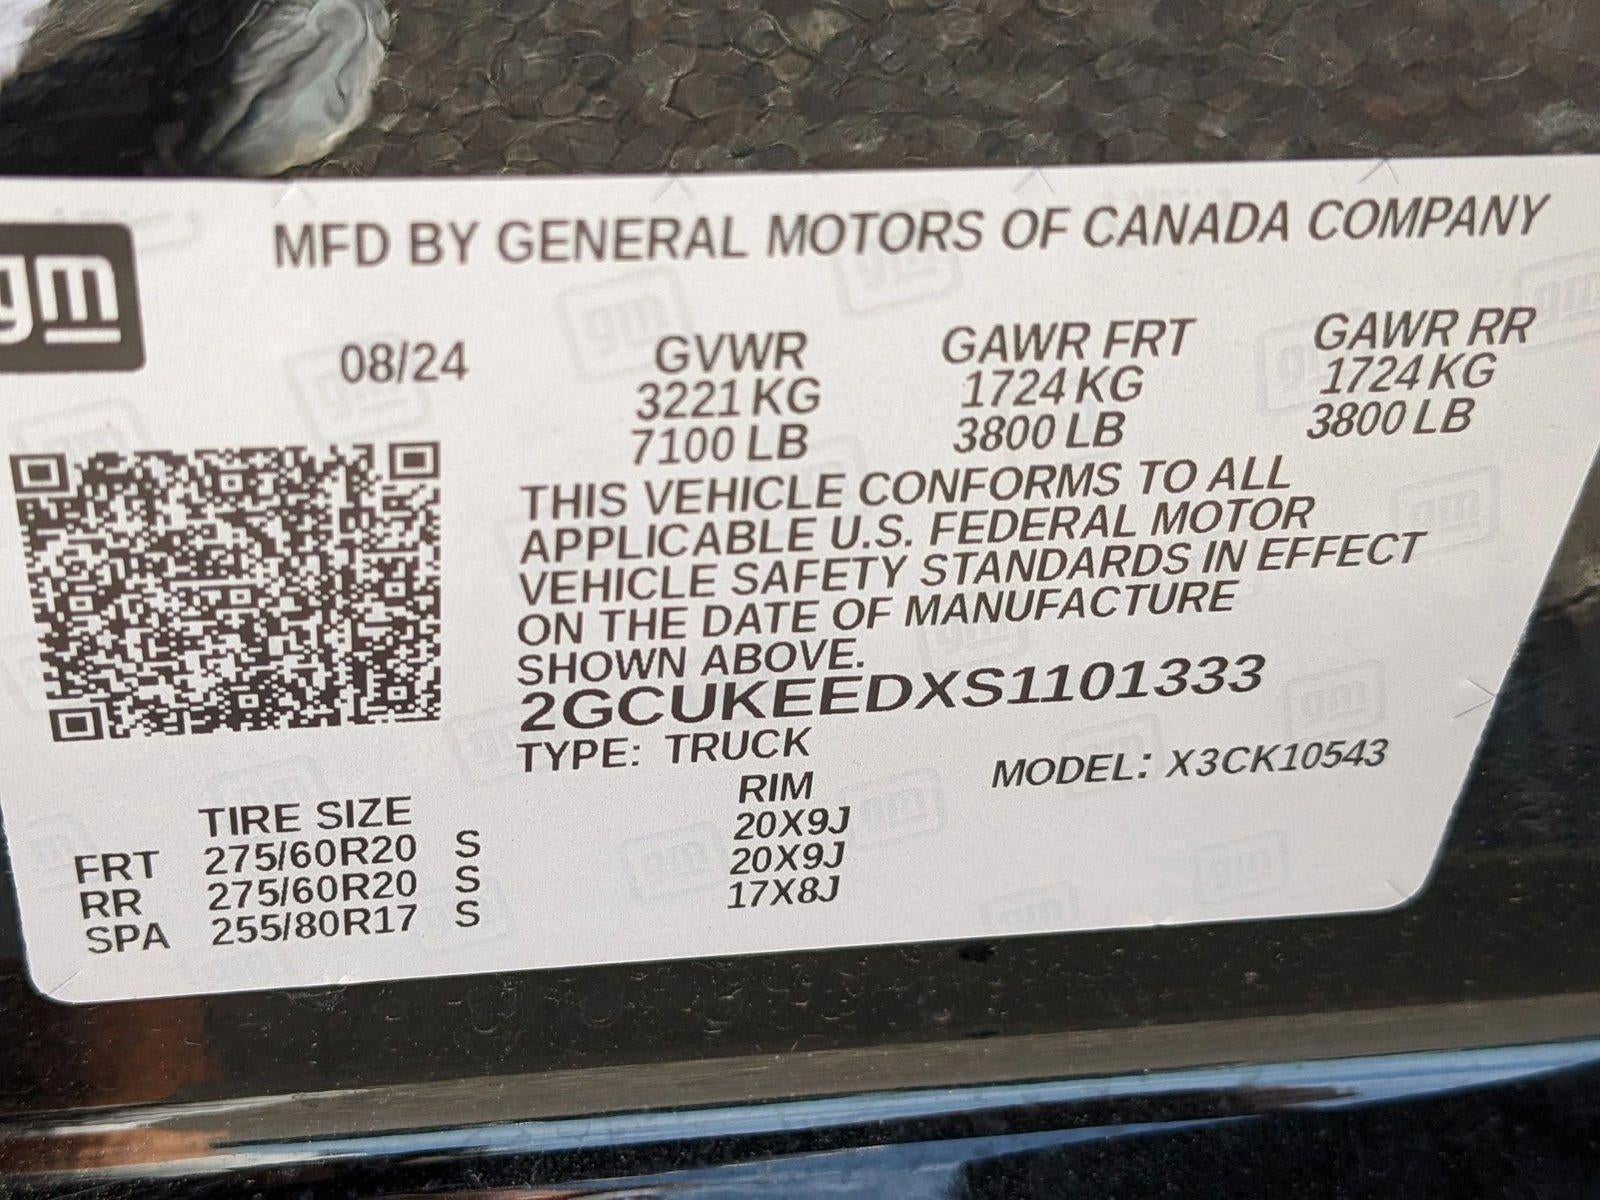 gm
MFD BY GENERAL MOTORS OF CANADA COMPANY
08/24 GVWR GAWR FRT GAWR RR
3221 KG 1724 KG 1724 KG
7100 LB 3800 LB 3800 LB
THIS VEHICLE CONFORMS TO ALL
APPLICABLE U.S. FEDERAL MOTOR
VEHICLE SAFETY STANDARDS IN EFFECT
ON THE DATE OF MANUFACTURE
SHOWN ABOVE.
2GCUKEEDXS1101333
TYPE: TRUCK MODEL: X3CK10543
TIRE SIZE RIM
FRT 275/60R20 S 20X9J
RR 275/60R20 S 20X9J
SPA 255/80R17 S 17X8J